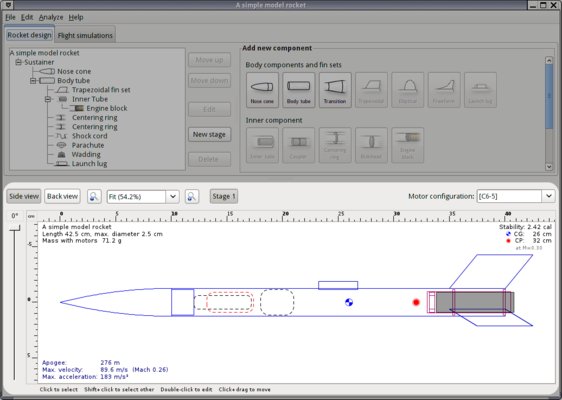 A simple model rocket
File Edit Analyze Help
Rocket design Flight simulations
A simple model rocket
Sustainer
Nose cone
Body tube
Trapezoidal fin set
Inner Tube
Engine block
Centering ring
Centering ring
Shock cord
Parachute
Wadding
Launch lug
Move up
Move down
Edit
New stage
Delete
Add new component
Body components and fin sets
Nose cone Body tube Transition Trapezoidal Elliptical Freeform Launch lug
Inner component
Inner tube Coupler Centering ring Bulkhead Engine block
Side view Back view Fit (54.2%) Stage 1 Motor configuration: [C6-5]
0° cm 0 5 10 15 20 25 30 35 40
-5
0
5
A simple model rocket
Length 42.5 cm, max. diameter 2.5 cm
Mass with motors 71.2 g
Stability: 2.42 cal
CG: 26 cm
CP: 32 cm
at M=0.30
Apogee: 276 m
Max. velocity: 89.6 m/s (Mach 0.26)
Max. acceleration: 183 m/s²
Click to select Shift+click to select other Double-click to edit Click+drag to move